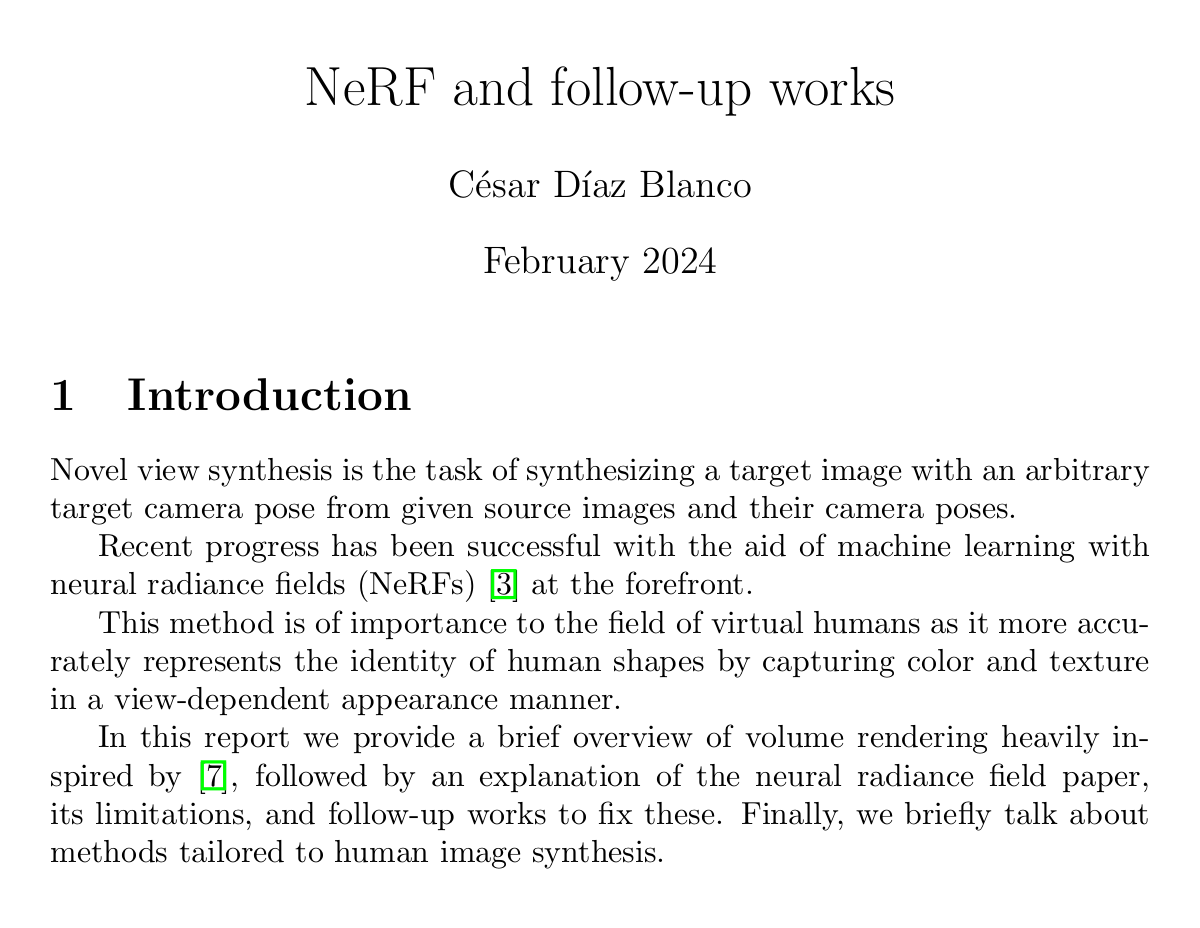 NeRF and follow-up works
César Díaz Blanco
February 2024
1 Introduction
Novel view synthesis is the task of synthesizing a target image with an arbitrary
target camera pose from given source images and their camera poses.
Recent progress has been successful with the aid of machine learning with
neural radiance fields (NeRFs) [3] at the forefront.
This method is of importance to the field of virtual humans as it more accu-
rately represents the identity of human shapes by capturing color and texture
in a view-dependent appearance manner.
In this report we provide a brief overview of volume rendering heavily in-
spired by [7], followed by an explanation of the neural radiance field paper,
its limitations, and follow-up works to fix these. Finally, we briefly talk about
methods tailored to human image synthesis.